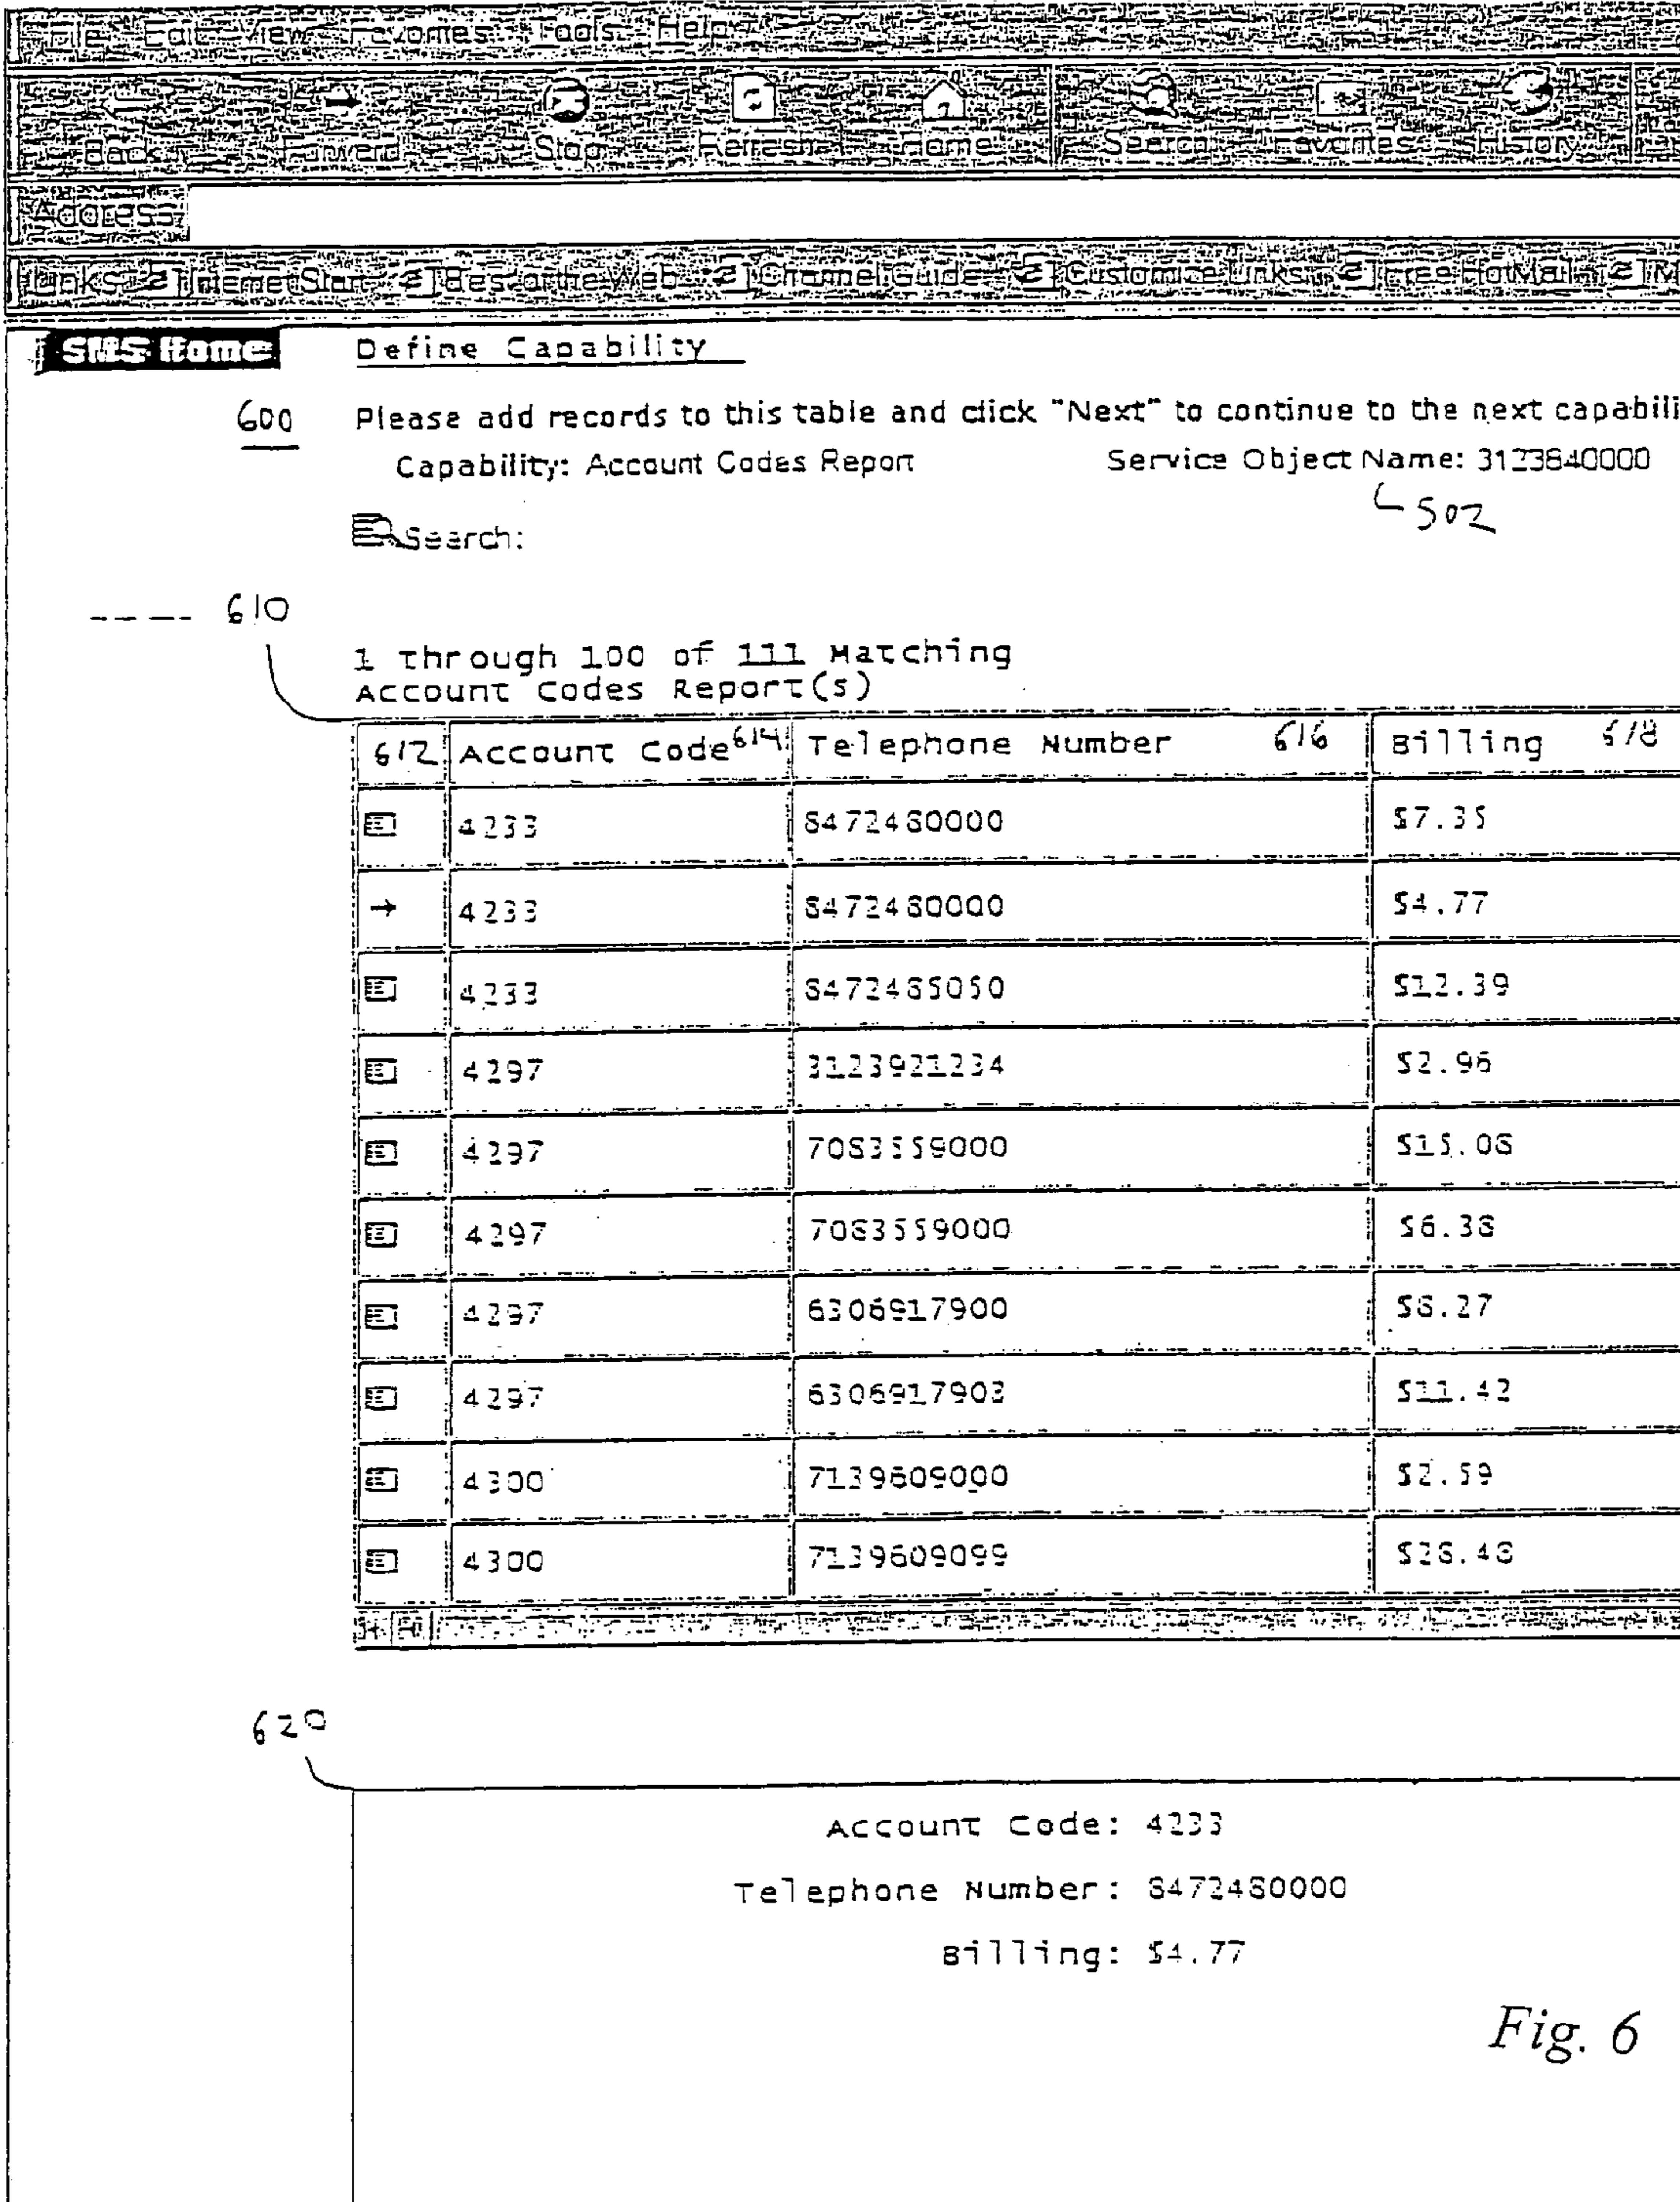 File Edit View Favorites Tools Help
Back Forward Stop Refresh Home Search Favorites History
Address
Links Internet Start Best of the Web Channel Guide Customize Links Free HotMail M
SMS Home Define Capability
600 Please add records to this table and click "Next" to continue to the next capabili
Capability: Account Codes Report Service Object Name: 3123840000
502
Search:
610
1 Through 100 of 111 Matching
Account Codes Report(s)
612 Account Code 614 Telephone Number 616 Billing 618
4233 8472480000 $7.35
→ 4233 8472480000 $4.77
4233 8472485050 $12.39
4297 3123921234 $2.96
4297 7083559000 $15.08
4297 7083559000 $6.38
4297 6306917900 $8.27
4297 6306917903 $11.42
4300 7139609000 $2.59
4300 7139609099 $28.48
620
Account Code: 4233
Telephone Number: 8472480000
Billing: $4.77
Fig. 6